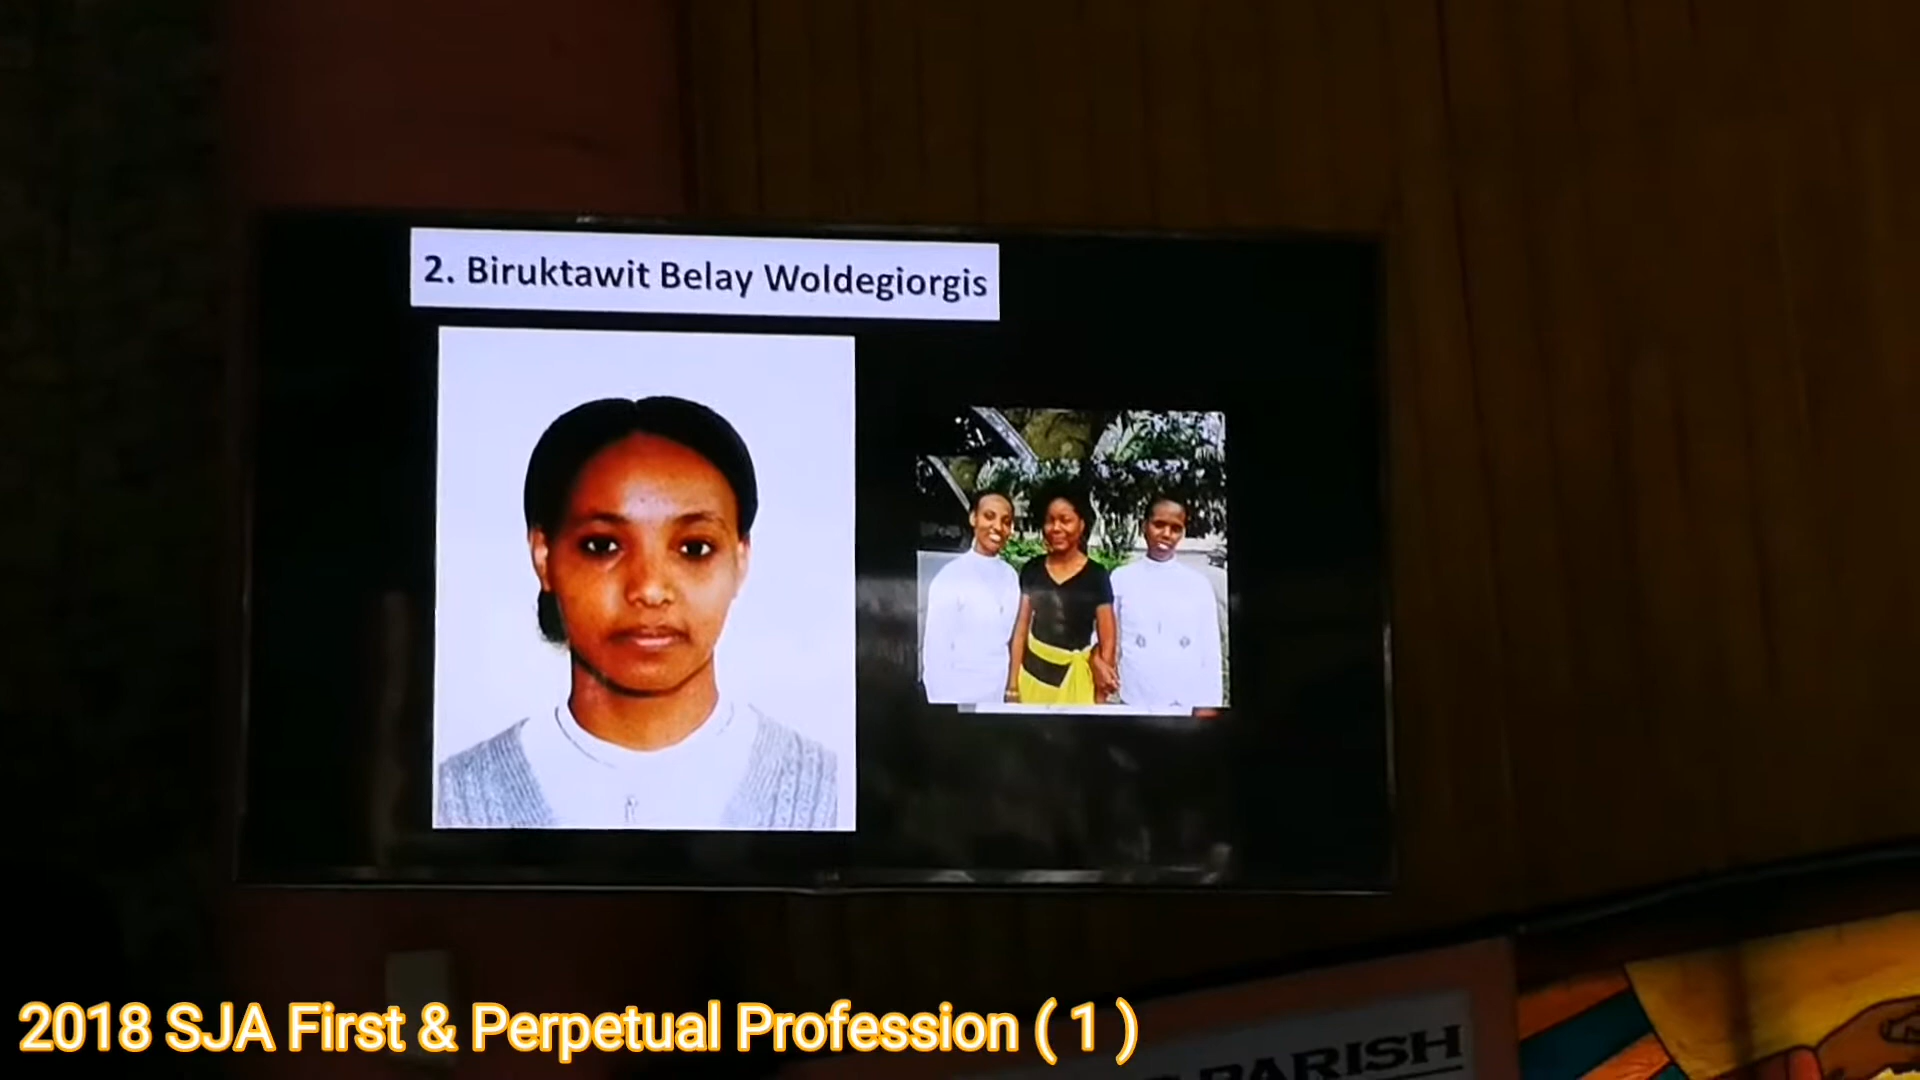 2. Biruktawit Belay Woldegiorgis
2018 SJA First & Perpetual Profession ( 1 )
PARISH